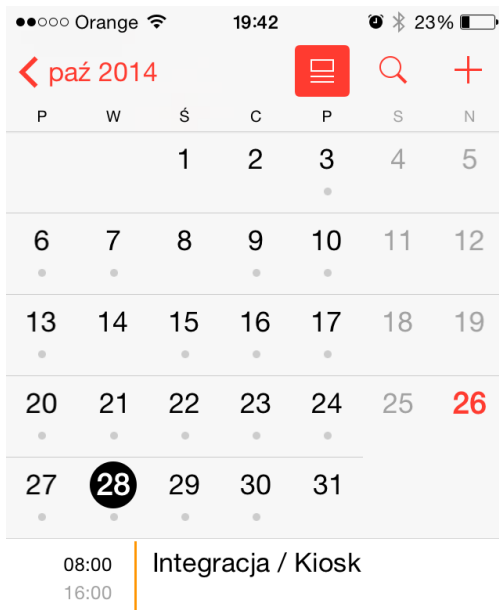 Orange 19:42 23%
paź 2014
P W Ś C P S N
1 2 3 4 5
6 7 8 9 10 11 12
13 14 15 16 17 18 19
20 21 22 23 24 25 26
27 28 29 30 31
08:00 Integracja / Kiosk
16:00